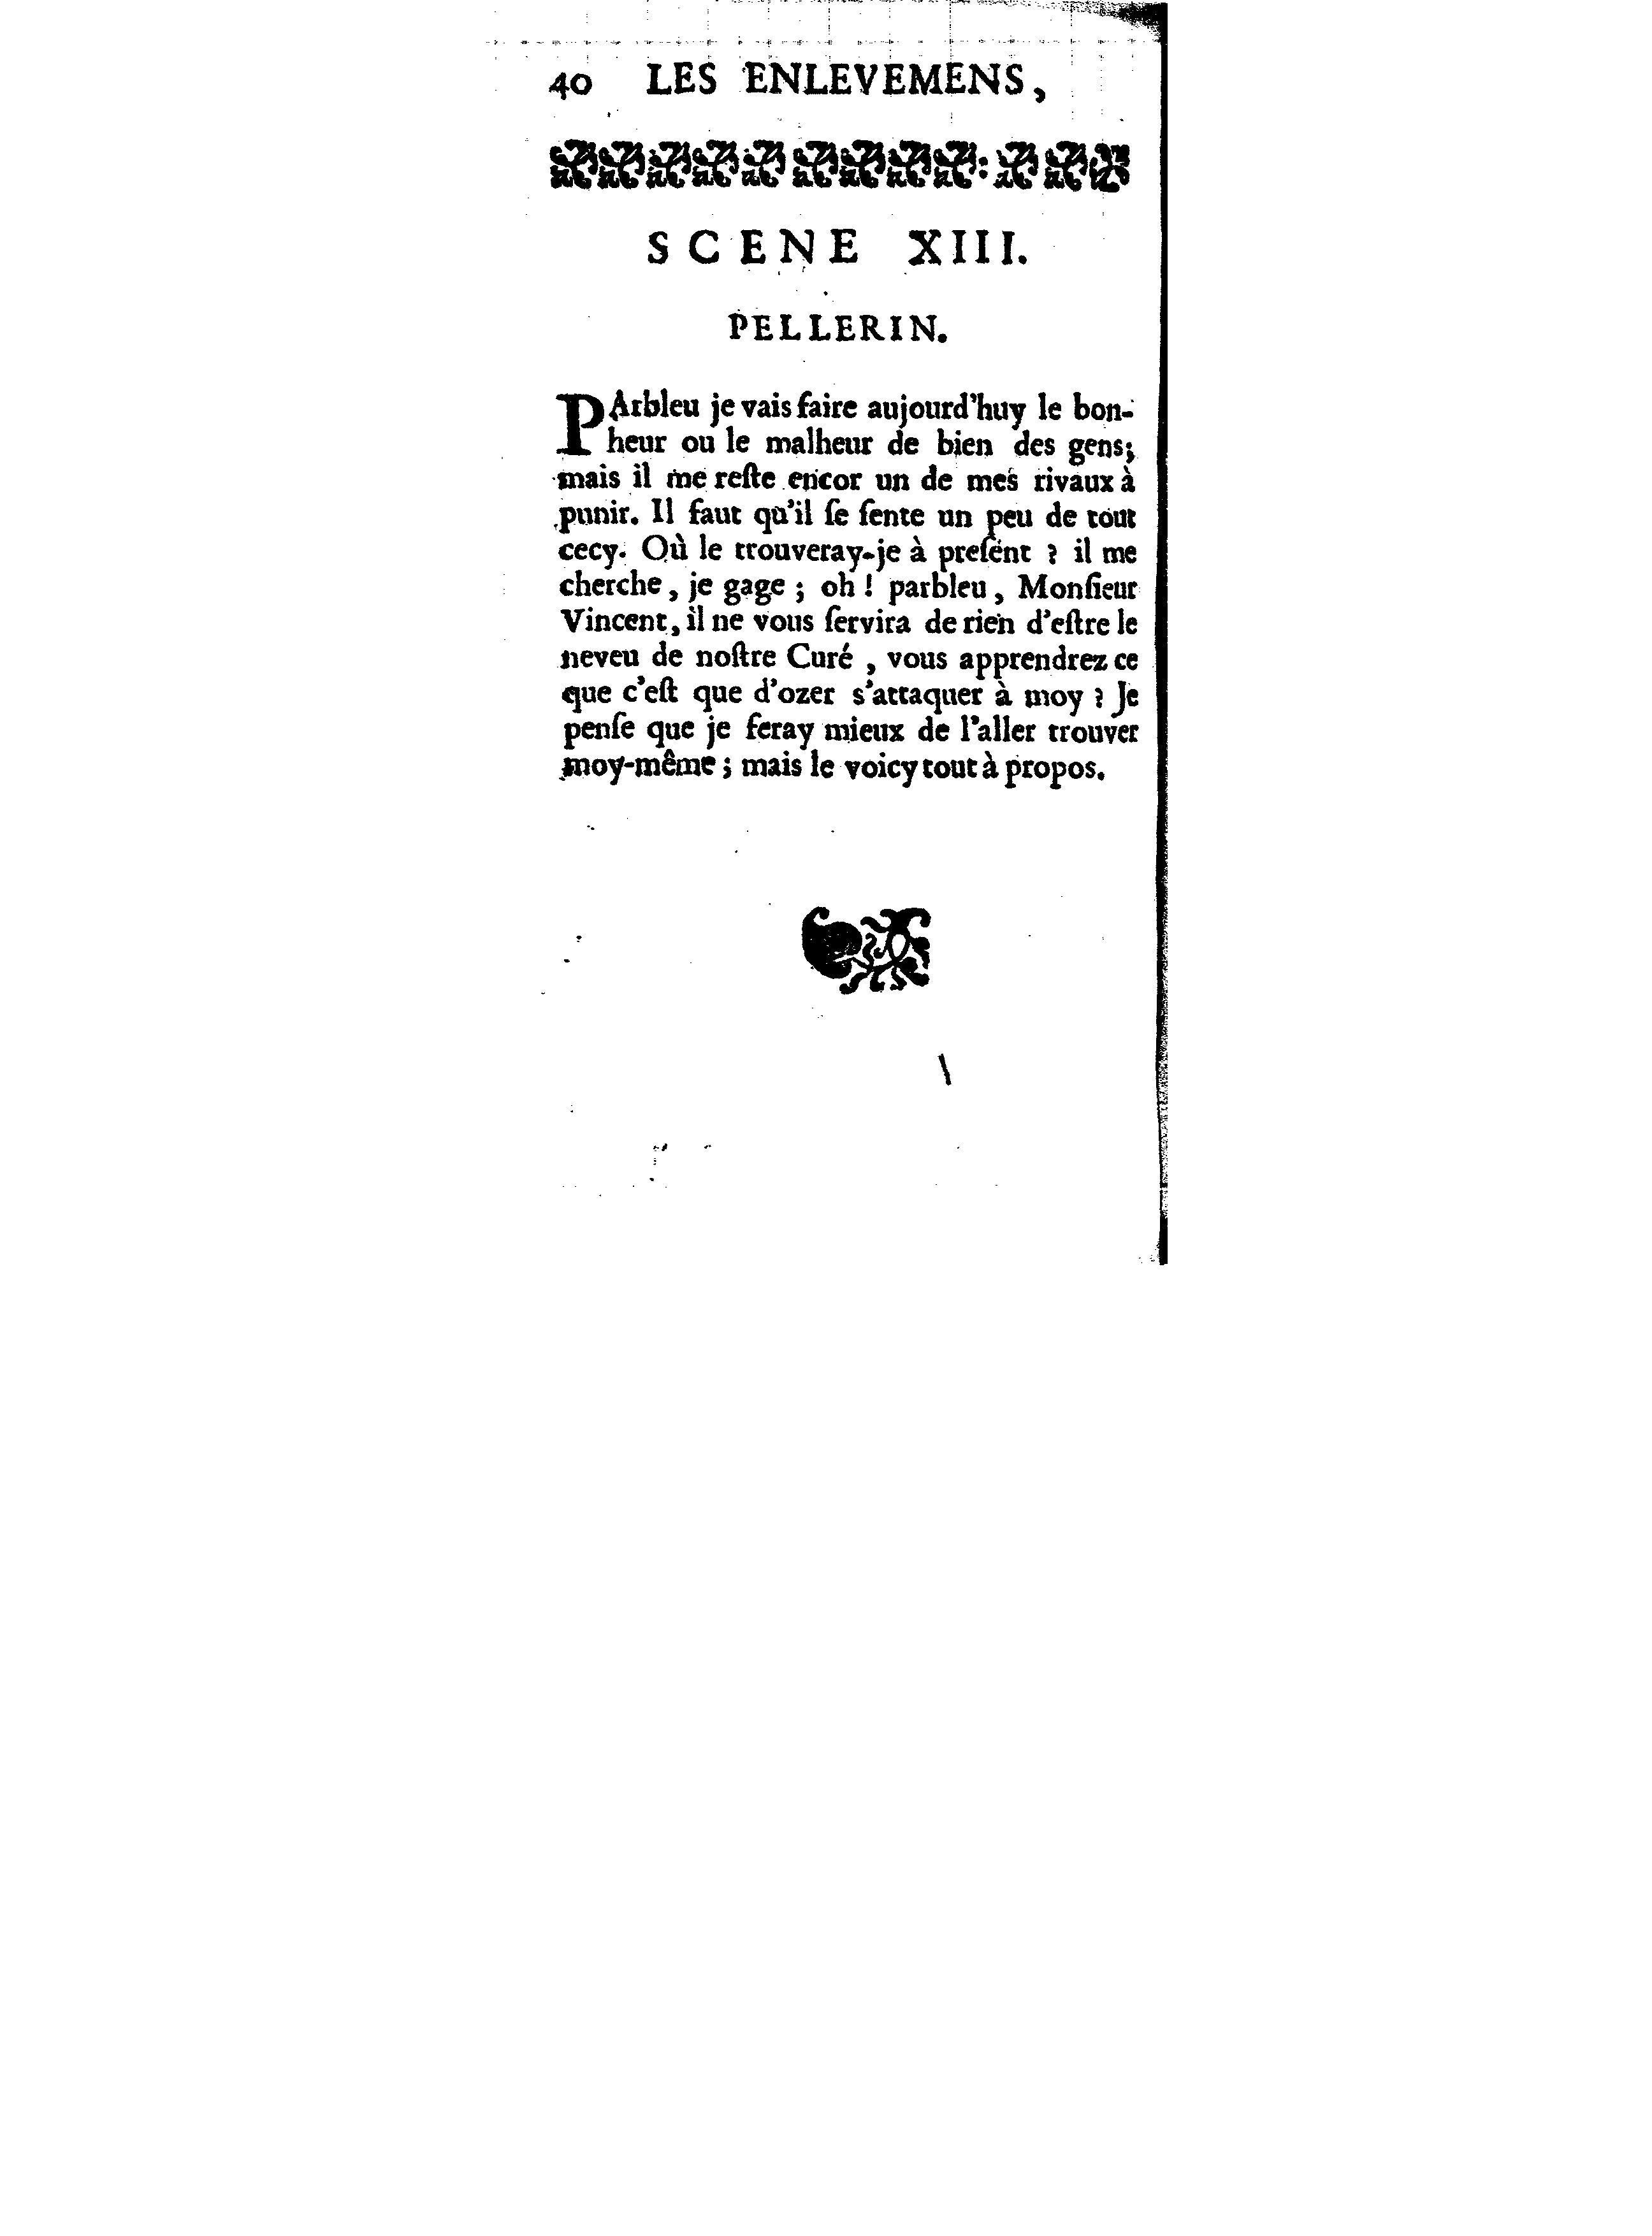 40 LES ENLEVEMENS,
SCENE XIII.
PELLERIN.
PArbleu je vais faire aujourd'huy le bon-
heur ou le malheur de bien des gens;
mais il me reſte encor un de mes rivaux à
punir. Il faut qu'il ſe ſente un peu de tout
cecy. Où le trouveray-je à preſent ? il me
cherche, je gage ; oh ! parbleu, Monſieur
Vincent, il ne vous ſervira de rien d'eſtre le
neveu de noſtre Curé , vous apprendrez ce
que c'eſt que d'ozer s'attaquer à moy ? Je
penſe que je feray mieux de l'aller trouver
moy-même ; mais le voicy tout à propos.